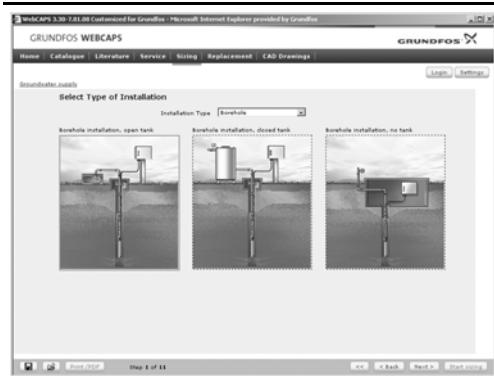 WebCAPS 3.30-7.01.08 Customized for Grundfos - Microsoft Internet Explorer provided by Grundfos
GRUNDFOS WEBCAPS
GRUNDFOS
Home Catalogue Literature Service Sizing Replacement CAD Drawings
Login Settings
Groundwater supply
Select Type of Installation
Installation Type Borehole
Borehole installation, open tank Borehole installation, closed tank Borehole installation, no tank
Print/PDF Step 1 of 11 << < Back Next > Start sizing